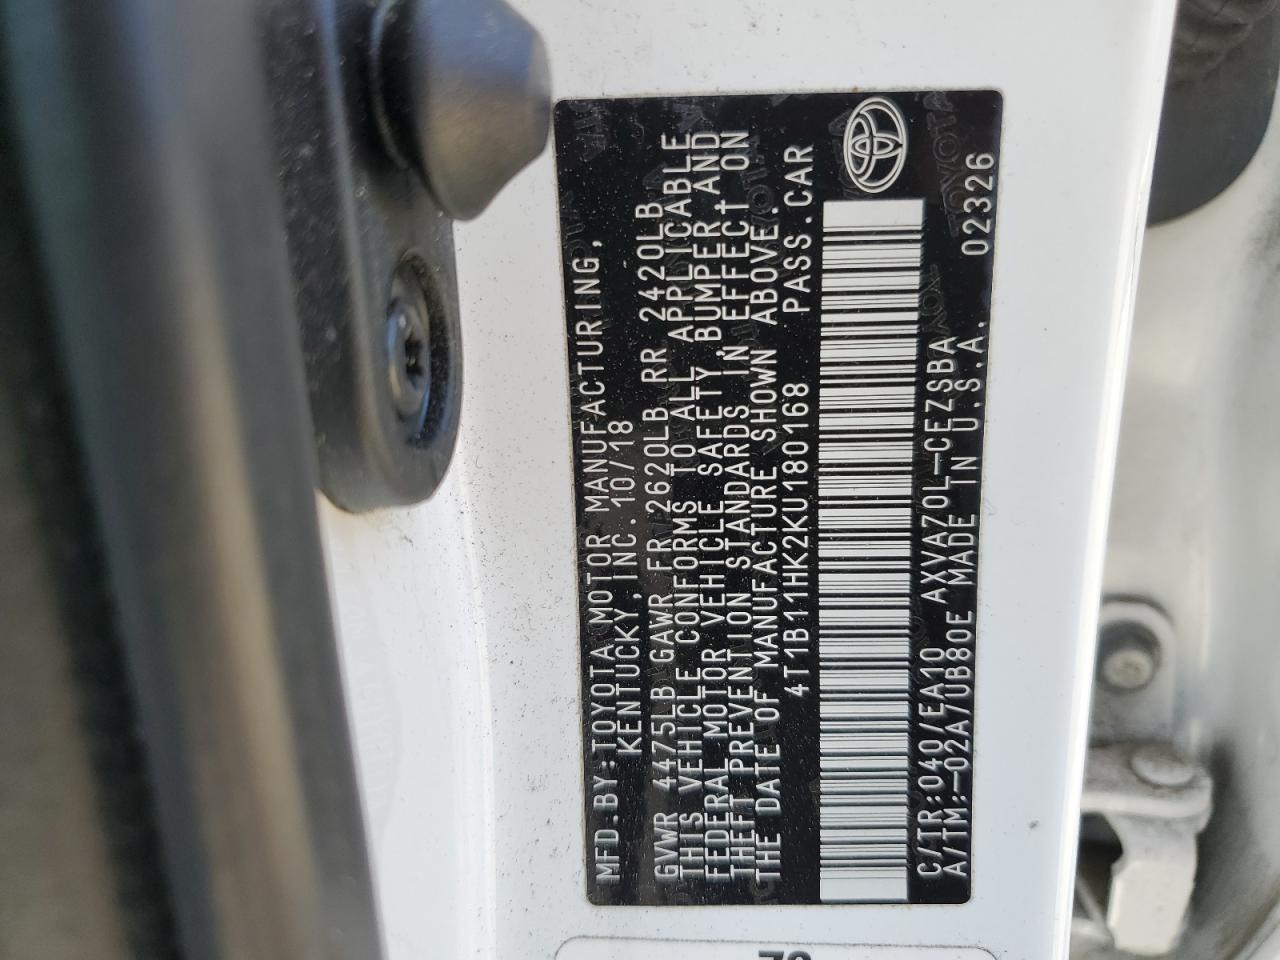 MFD.BY:TOYOTA MOTOR MANUFACTURING,
KENTUCKY,INC. 10/18
GVWR 4475LB GAWR FR 2620LB RR 2420LB
THIS VEHICLE CONFORMS TO ALL APPLICABLE
FEDERAL MOTOR VEHICLE SAFETY,BUMPER,AND
THEFT PREVENTION STANDARDS IN EFFECT ON
THE DATE OF MANUFACTURE SHOWN ABOVE.
4T1B11HK2KU180168 PASS.CAR
C/TR:040/EA10 AXVA70L-CEZSBA 02326
A/TM:-02A/UB80E MADE IN U.S.A.